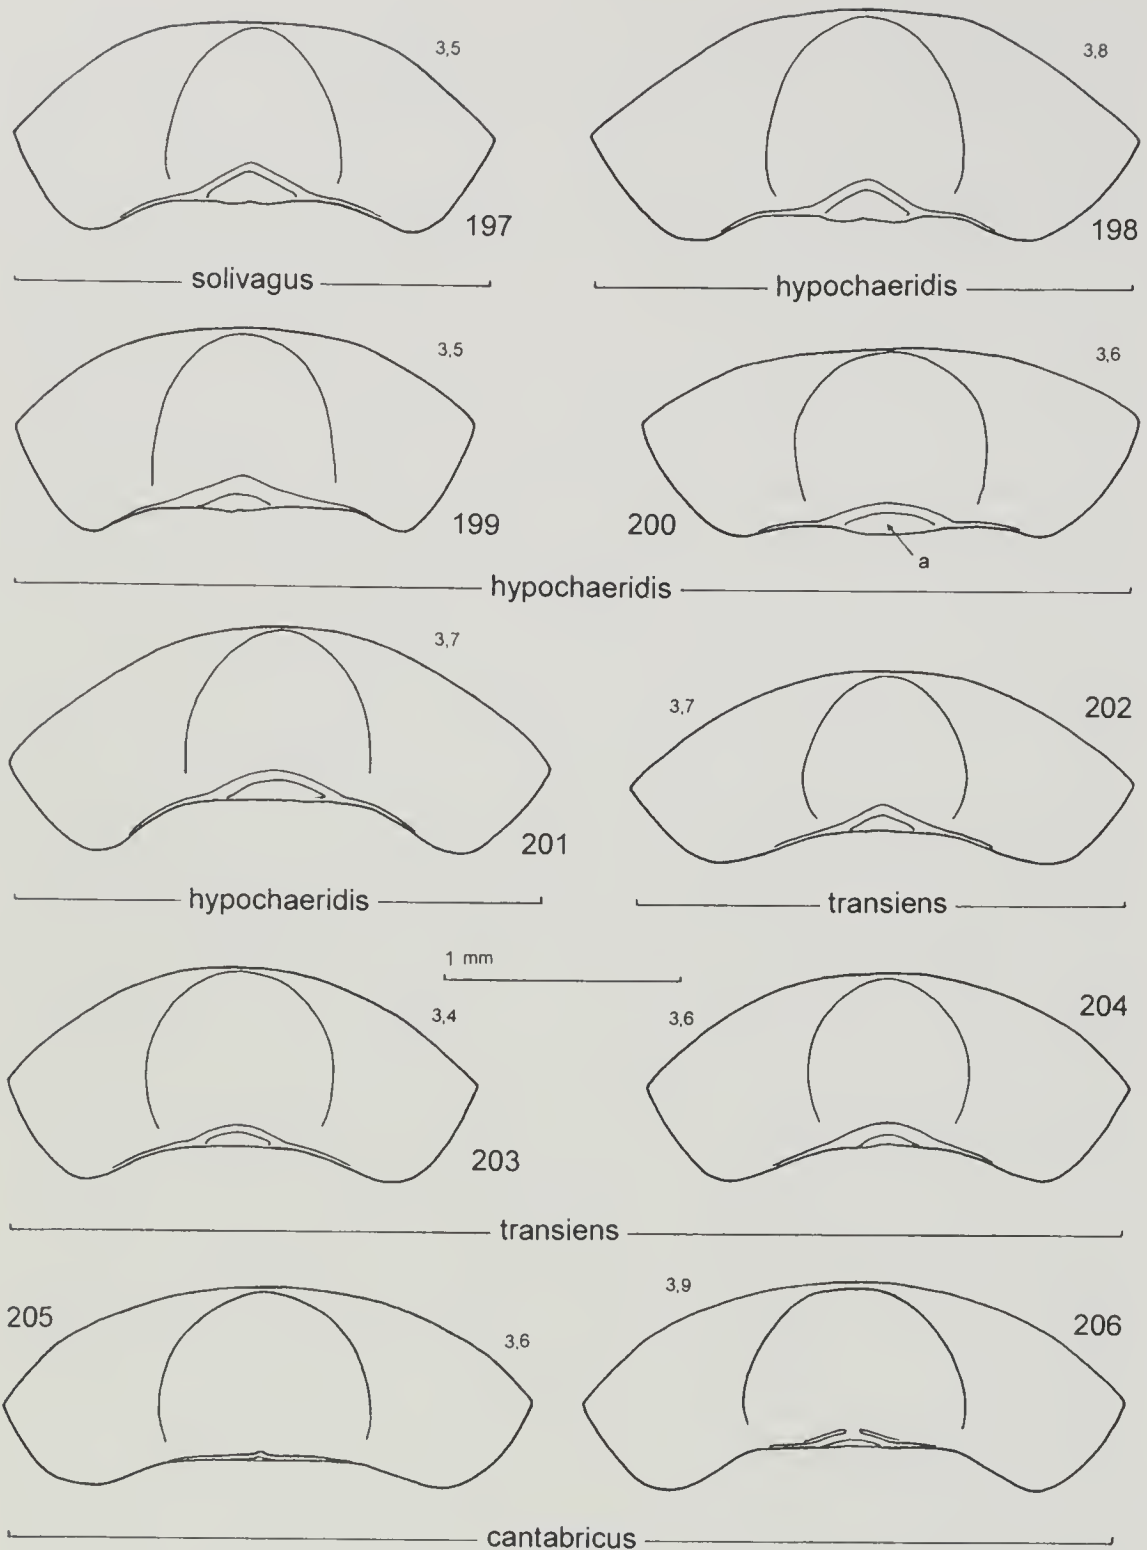 3,5
197
solivagus
3,8
198
hypochaeridis
3,5
199
3,6
200
a
hypochaeridis
3,7
201
hypochaeridis
3,7
202
transiens
1 mm
3,4
203
3,6
204
transiens
205
3,6
3,9
206
cantabricus